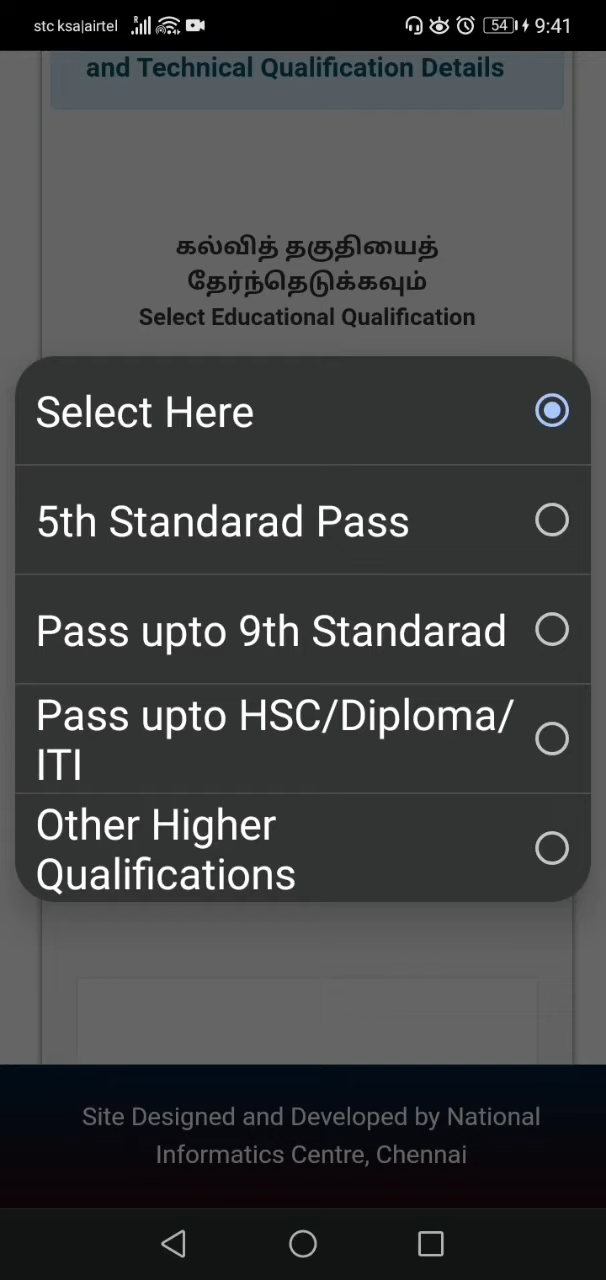 stc ksa|airtel R 54 9:41
and Technical Qualification Details
கல்வித் தகுதியைத்
தேர்ந்தெடுக்கவும்
Select Educational Qualification
Select Here
5th Standarad Pass
Pass upto 9th Standarad
Pass upto HSC/Diploma/
ITI
Other Higher
Qualifications
Site Designed and Developed by National
Informatics Centre, Chennai